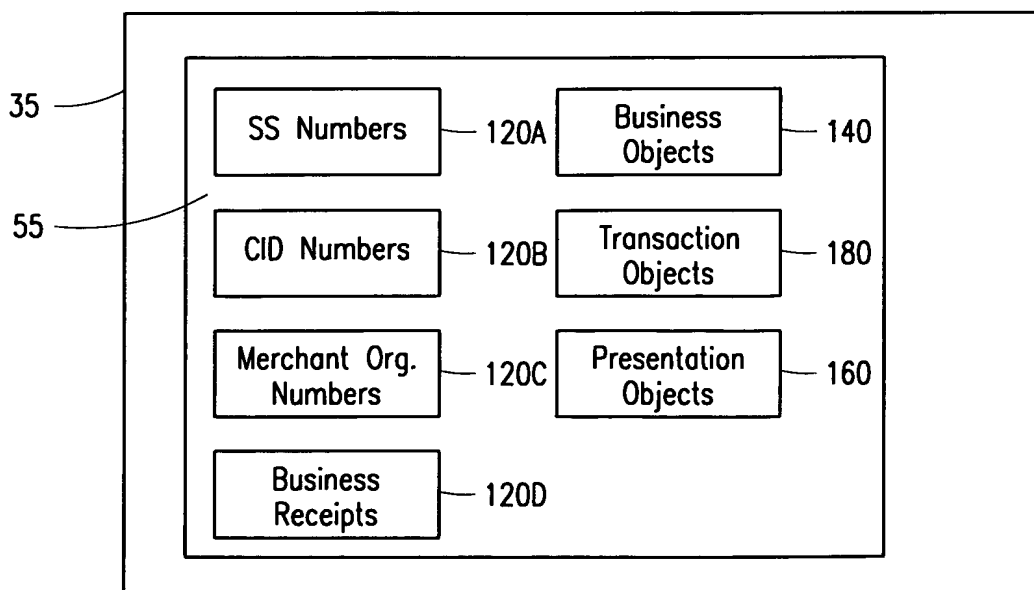 35
55
SS Numbers
120A
Business
Objects
140
CID Numbers
120B
Transaction
Objects
180
Merchant Org.
Numbers
120C
Presentation
Objects
160
Business
Receipts
120D